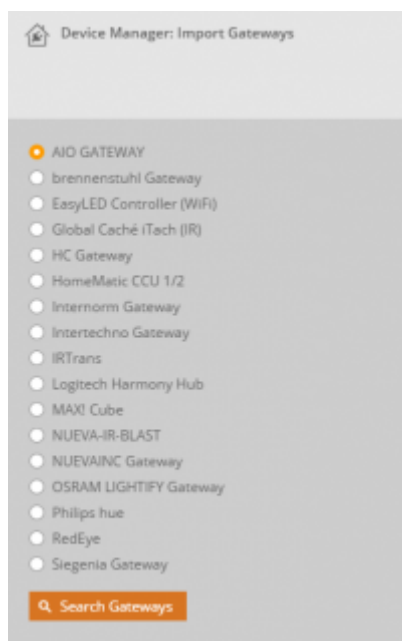 Device Manager: Import Gateways
AIO GATEWAY
brennenstuhl Gateway
EasyLED Controller (WiFi)
Global Caché iTach (IR)
HC Gateway
HomeMatic CCU 1/2
Internorm Gateway
Intertechno Gateway
IRTrans
Logitech Harmony Hub
MAX! Cube
NUEVA-IR-BLAST
NUEVAINC Gateway
OSRAM LIGHTIFY Gateway
Philips hue
RedEye
Siegenia Gateway
Search Gateways